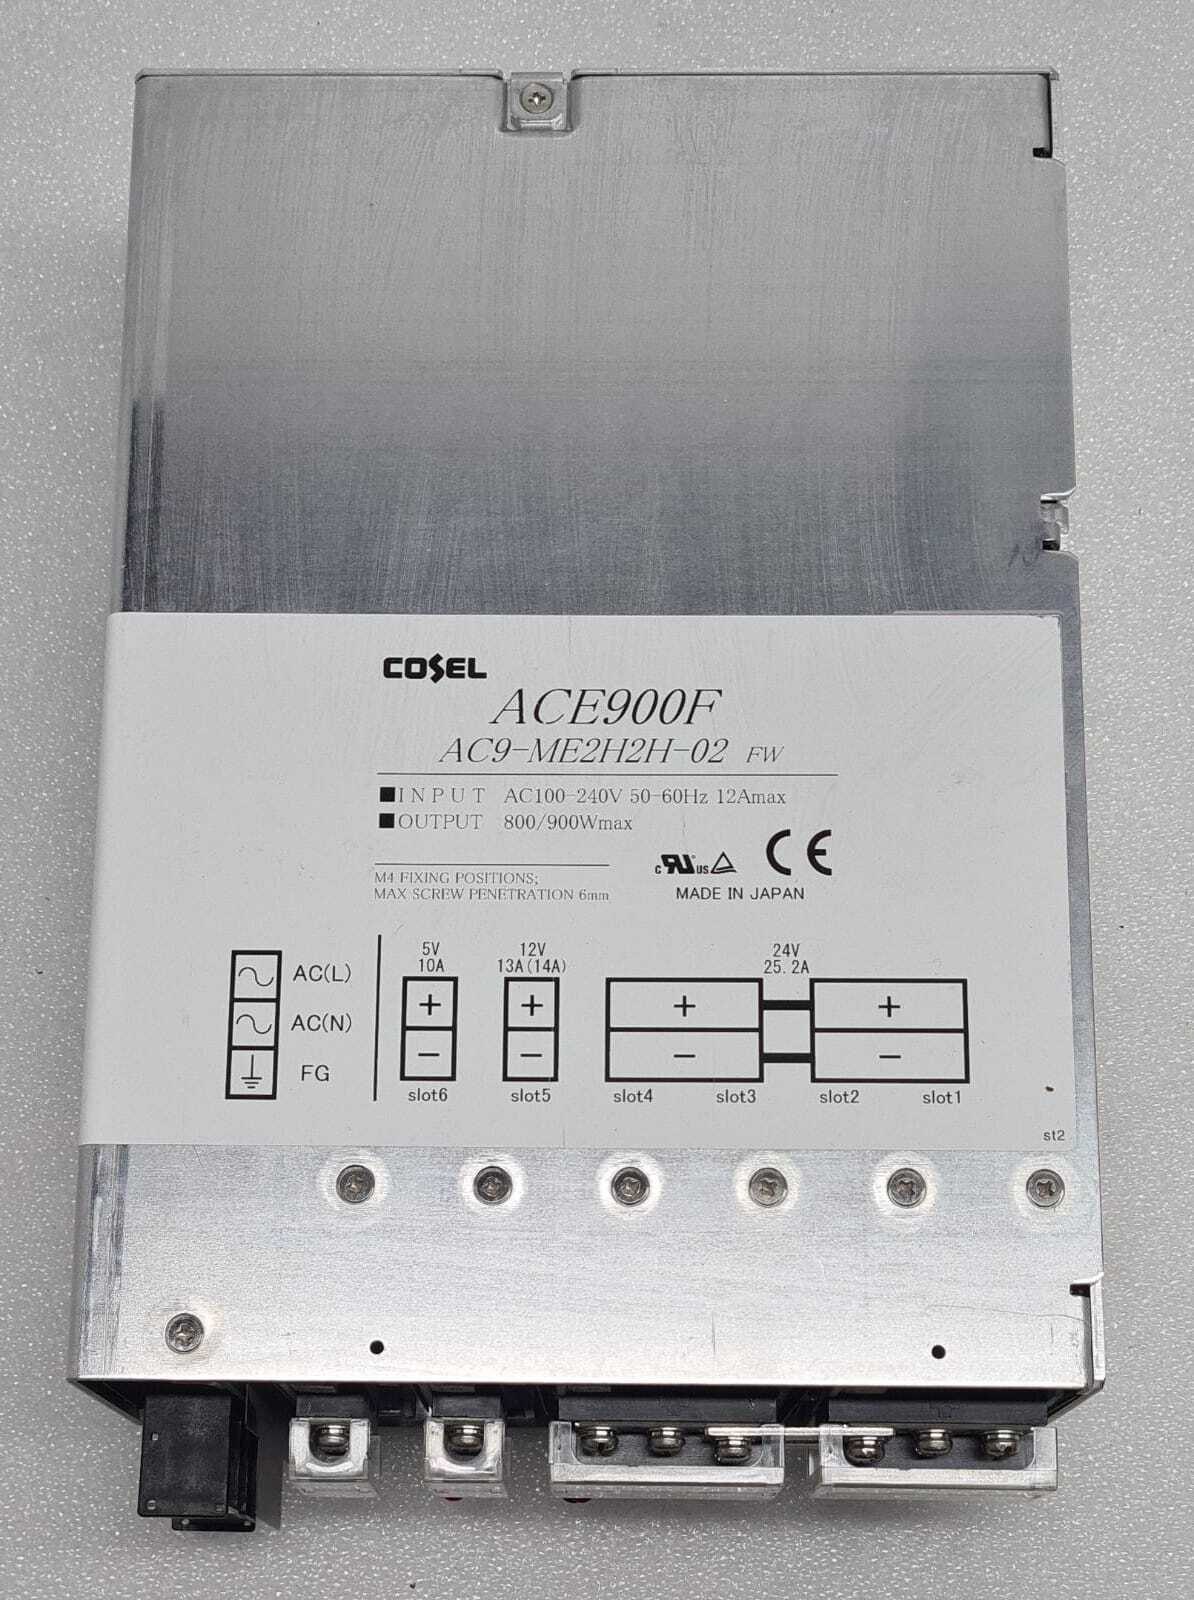 COSEL
ACE900F
AC9-ME2H2H-02 FW
■INPUT AC100-240V 50-60Hz 12Amax
■OUTPUT 800/900Wmax
c RU us CE
M4 FIXING POSITIONS;
MAX SCREW PENETRATION 6mm
MADE IN JAPAN
5V 12V 24V
10A 13A(14A) 25.2A
AC(L) + + + +
AC(N) - - - -
FG
slot6 slot5 slot4 slot3 slot2 slot1
st2